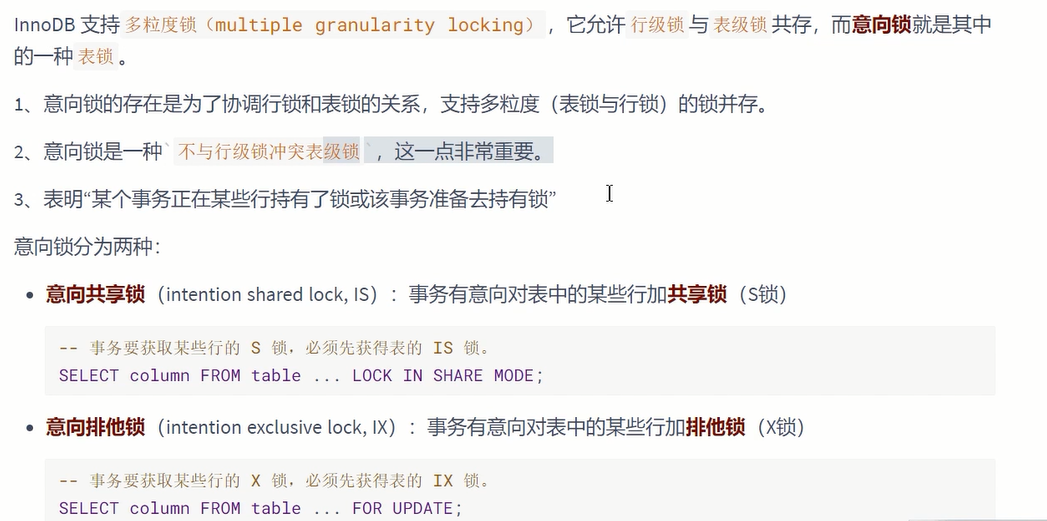 InnoDB 支持 多粒度锁（multiple granularity locking） ，它允许 行级锁 与 表级锁 共存，而意向锁就是其中
的一种 表锁 。
1、意向锁的存在是为了协调行锁和表锁的关系，支持多粒度（表锁与行锁）的锁并存。
2、意向锁是一种` 不与行级锁冲突表级锁 `，这一点非常重要。
3、表明“某个事务正在某些行持有了锁或该事务准备去持有锁”
意向锁分为两种：
• 意向共享锁（intention shared lock, IS）：事务有意向对表中的某些行加共享锁（S锁）
-- 事务要获取某些行的 S 锁，必须先获得表的 IS 锁。
SELECT column FROM table ... LOCK IN SHARE MODE;
• 意向排他锁（intention exclusive lock, IX）：事务有意向对表中的某些行加排他锁（X锁）
-- 事务要获取某些行的 X 锁，必须先获得表的 IX 锁。
SELECT column FROM table ... FOR UPDATE;